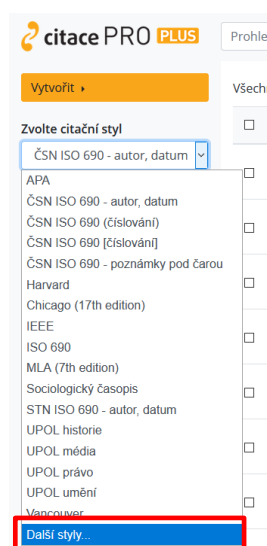 citace PRO PLUS
Prohle
Vytvořit
Všech
Zvolte citační styl
ČSN ISO 690 - autor, datum
APA
ČSN ISO 690 - autor, datum
ČSN ISO 690 (číslování)
ČSN ISO 690 [číslování]
ČSN ISO 690 - poznámky pod čarou
Harvard
Chicago (17th edition)
IEEE
ISO 690
MLA (7th edition)
Sociologický časopis
STN ISO 690 - autor, datum
UPOL historie
UPOL média
UPOL právo
UPOL umění
Vancouver
Další styly...